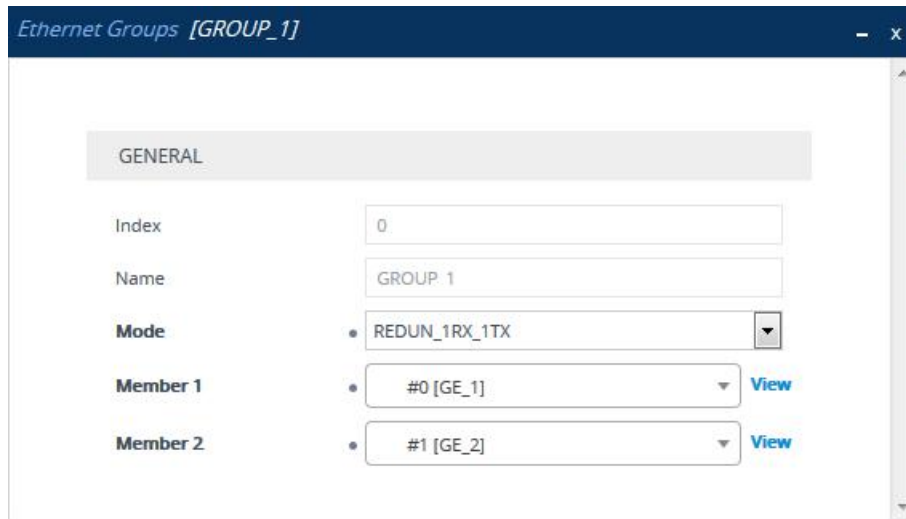 Ethernet Groups [GROUP_1] – x
GENERAL
Index 0
Name GROUP 1
Mode • REDUN_1RX_1TX
Member 1 • #0 [GE_1] View
Member 2 • #1 [GE_2] View